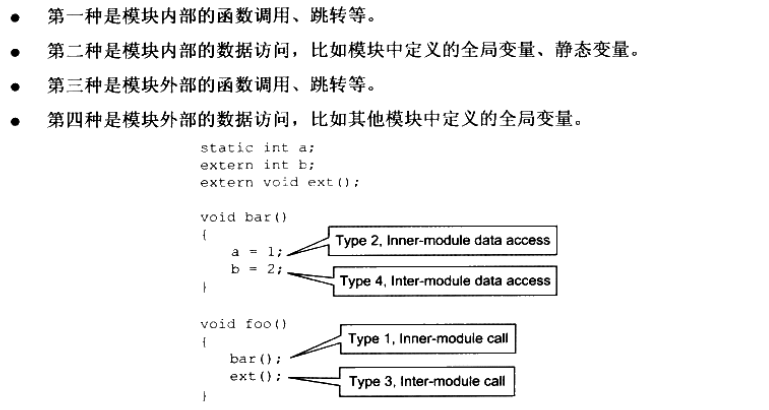 ● 第一种是模块内部的函数调用、跳转等。
● 第二种是模块内部的数据访问，比如模块中定义的全局变量、静态变量。
● 第三种是模块外部的函数调用、跳转等。
● 第四种是模块外部的数据访问，比如其他模块中定义的全局变量。
static int a;
extern int b;
extern void ext();
void bar()
{
a = 1;
Type 2, Inner-module data access
b = 2;
Type 4, Inter-module data access
}
void foo()
{
bar();
Type 1, Inner-module call
ext();
Type 3, Inter-module call
}